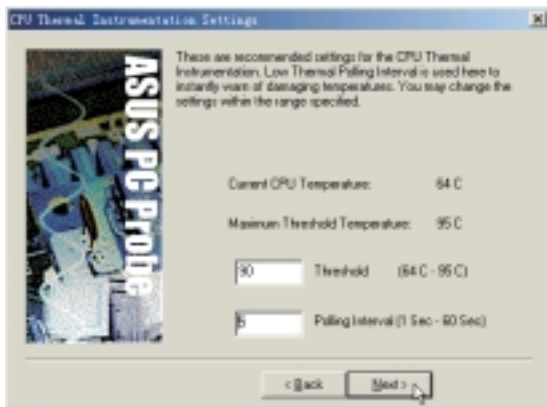 CPU Thermal Instrumentation Settings
ASUS PC Probe
These are recommended settings for the CPU Thermal
Instrumentation. Low Thermal Polling Interval is used here to
instantly warn of damaging temperatures. You may change the
settings within the range specified.
Current CPU Temperature: 64 C
Maximum Threshold Temperature: 95 C
90 Threshold (64 C - 95 C)
5 Polling Interval (1 Sec - 60 Sec)
< Back Next >